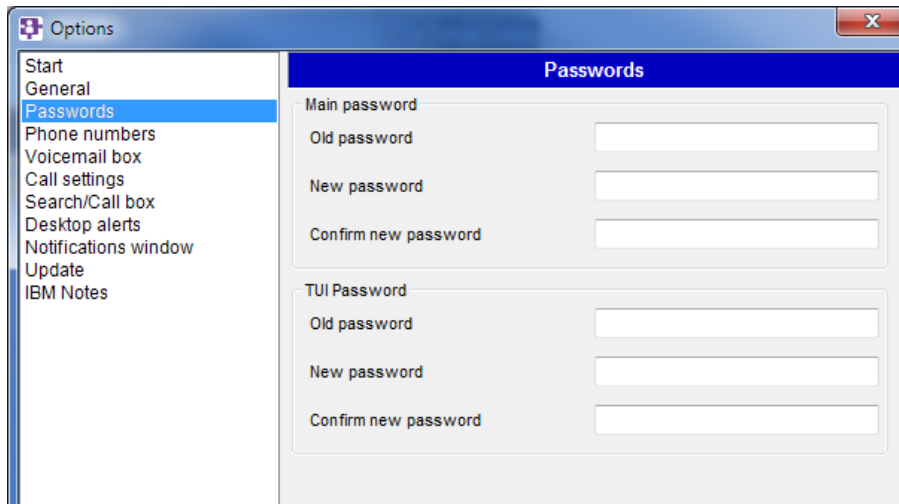 Options
Start
General
Passwords
Phone numbers
Voicemail box
Call settings
Search/Call box
Desktop alerts
Notifications window
Update
IBM Notes
Passwords
Main password
Old password
New password
Confirm new password
TUI Password
Old password
New password
Confirm new password